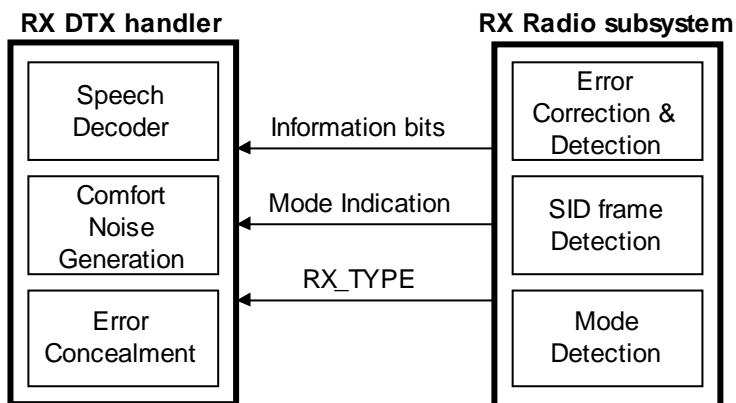 RX DTX handler
RX Radio subsystem
Speech
Decoder
Comfort
Noise
Generation
Error
Concealment
Information bits
Mode Indication
RX_TYPE
Error
Correction &
Detection
SID frame
Detection
Mode
Detection